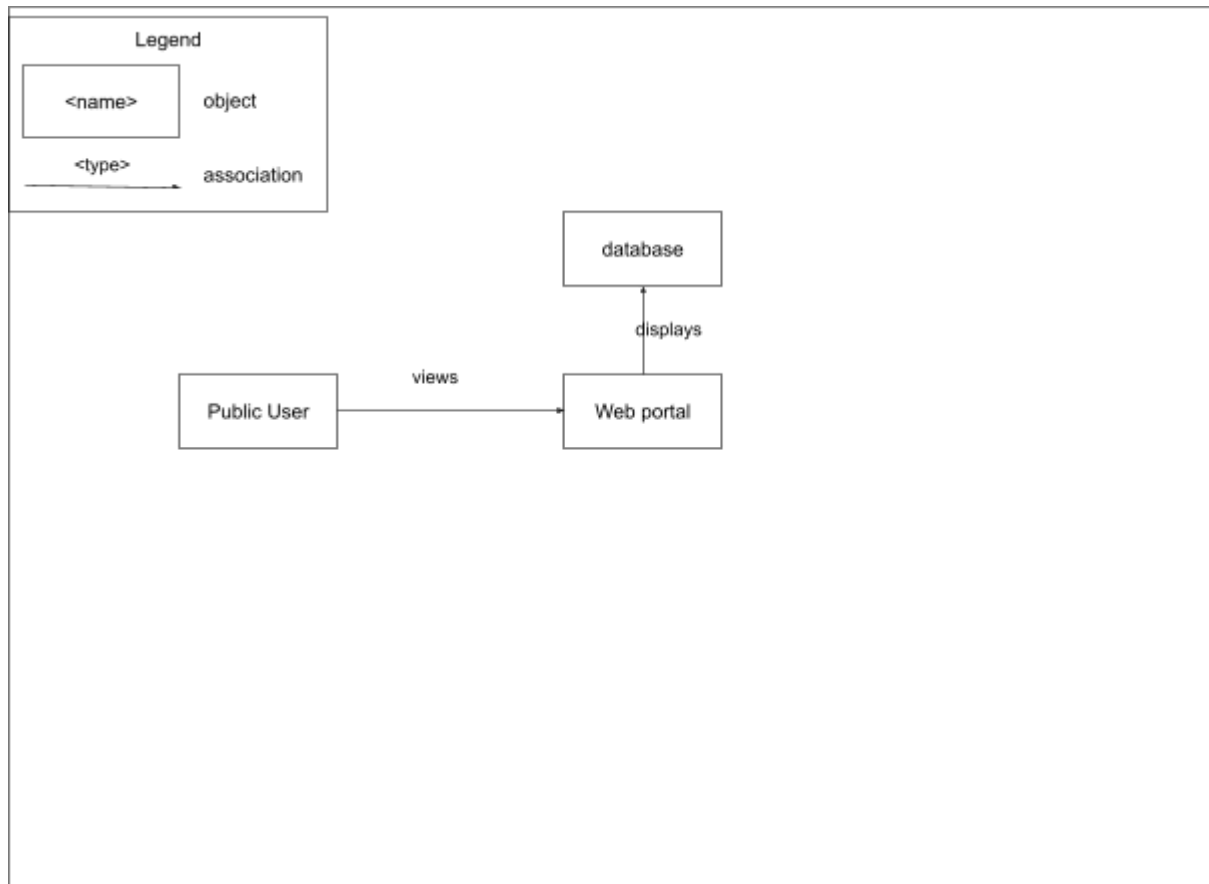 Legend
<name>
object
<type>
association
database
displays
views
Public User
Web portal